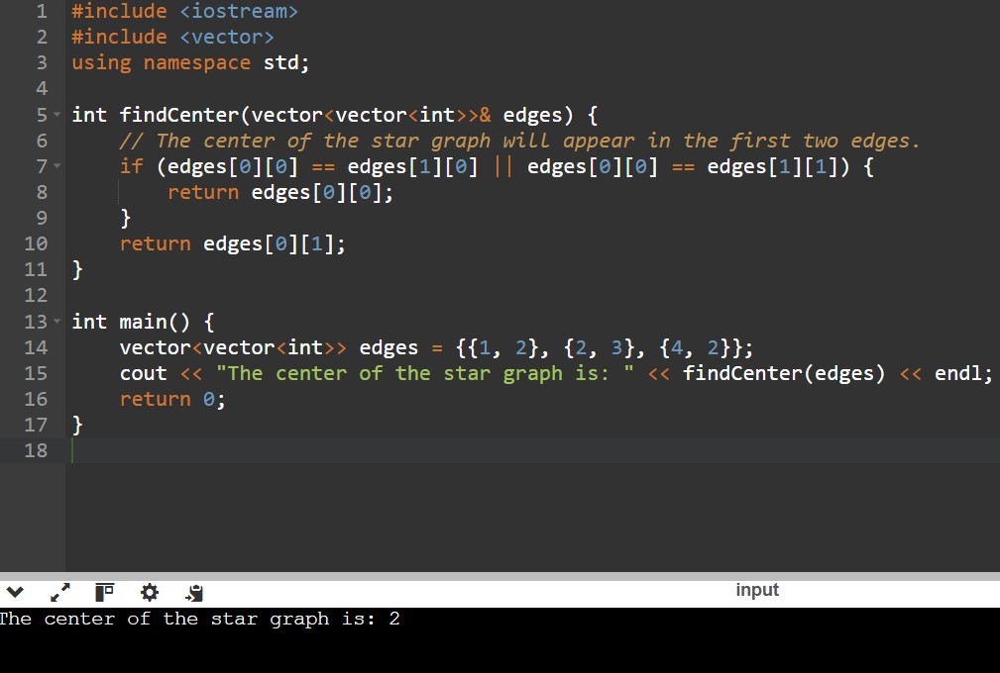 1 #include <iostream>
2 #include <vector>
3 using namespace std;
4
5 int findCenter(vector<vector<int>>& edges) {
6     // The center of the star graph will appear in the first two edges.
7     if (edges[0][0] == edges[1][0] || edges[0][0] == edges[1][1]) {
8         return edges[0][0];
9     }
10     return edges[0][1];
11 }
12
13 int main() {
14     vector<vector<int>> edges = {{1, 2}, {2, 3}, {4, 2}};
15     cout << "The center of the star graph is: " << findCenter(edges) << endl;
16     return 0;
17 }
18
input
The center of the star graph is: 2